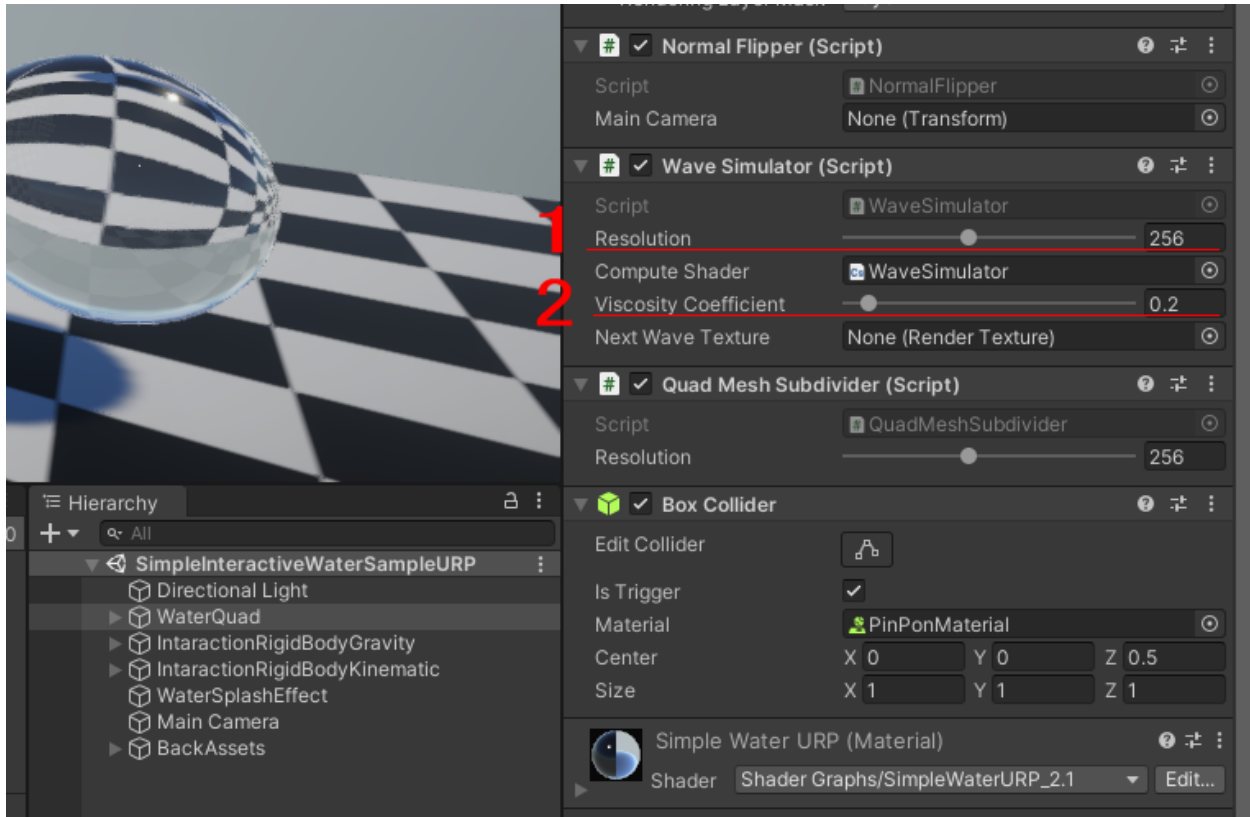 Normal Flipper (Script)
Script NormalFlipper
Main Camera None (Transform)
Wave Simulator (Script)
Script WaveSimulator
1
Resolution 256
Compute Shader WaveSimulator
2
Viscosity Coefficient 0.2
Next Wave Texture None (Render Texture)
Quad Mesh Subdivider (Script)
Script QuadMeshSubdivider
Resolution 256
Box Collider
Edit Collider
Is Trigger
Material PinPonMaterial
Center X 0 Y 0 Z 0.5
Size X 1 Y 1 Z 1
Simple Water URP (Material)
Shader Shader Graphs/SimpleWaterURP_2.1 Edit...
Hierarchy
All
SimpleInteractiveWaterSampleURP
Directional Light
WaterQuad
IntaractionRigidBodyGravity
IntaractionRigidBodyKinematic
WaterSplashEffect
Main Camera
BackAssets